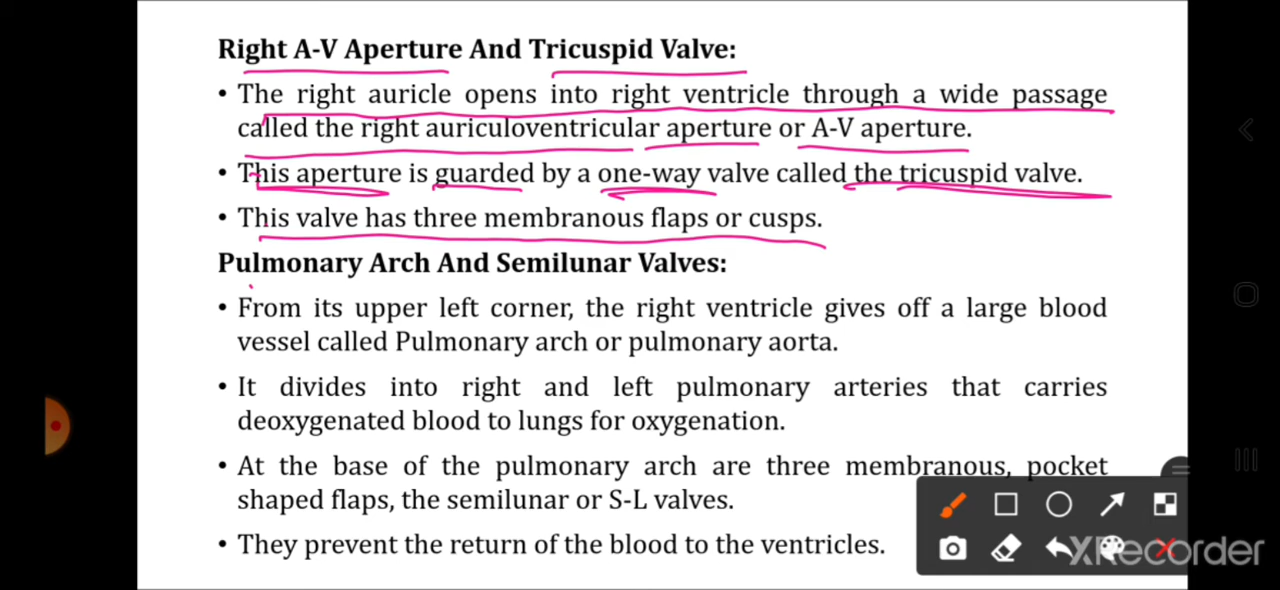 Right A-V Aperture And Tricuspid Valve:
• The right auricle opens into right ventricle through a wide passage
called the right auriculoventricular aperture or A-V aperture.
• This aperture is guarded by a one-way valve called the tricuspid valve.
• This valve has three membranous flaps or cusps.
Pulmonary Arch And Semilunar Valves:
• From its upper left corner, the right ventricle gives off a large blood
vessel called Pulmonary arch or pulmonary aorta.
• It divides into right and left pulmonary arteries that carries
deoxygenated blood to lungs for oxygenation.
• At the base of the pulmonary arch are three membranous, pocket
shaped flaps, the semilunar or S-L valves.
• They prevent the return of the blood to the ventricles.
XRecorder